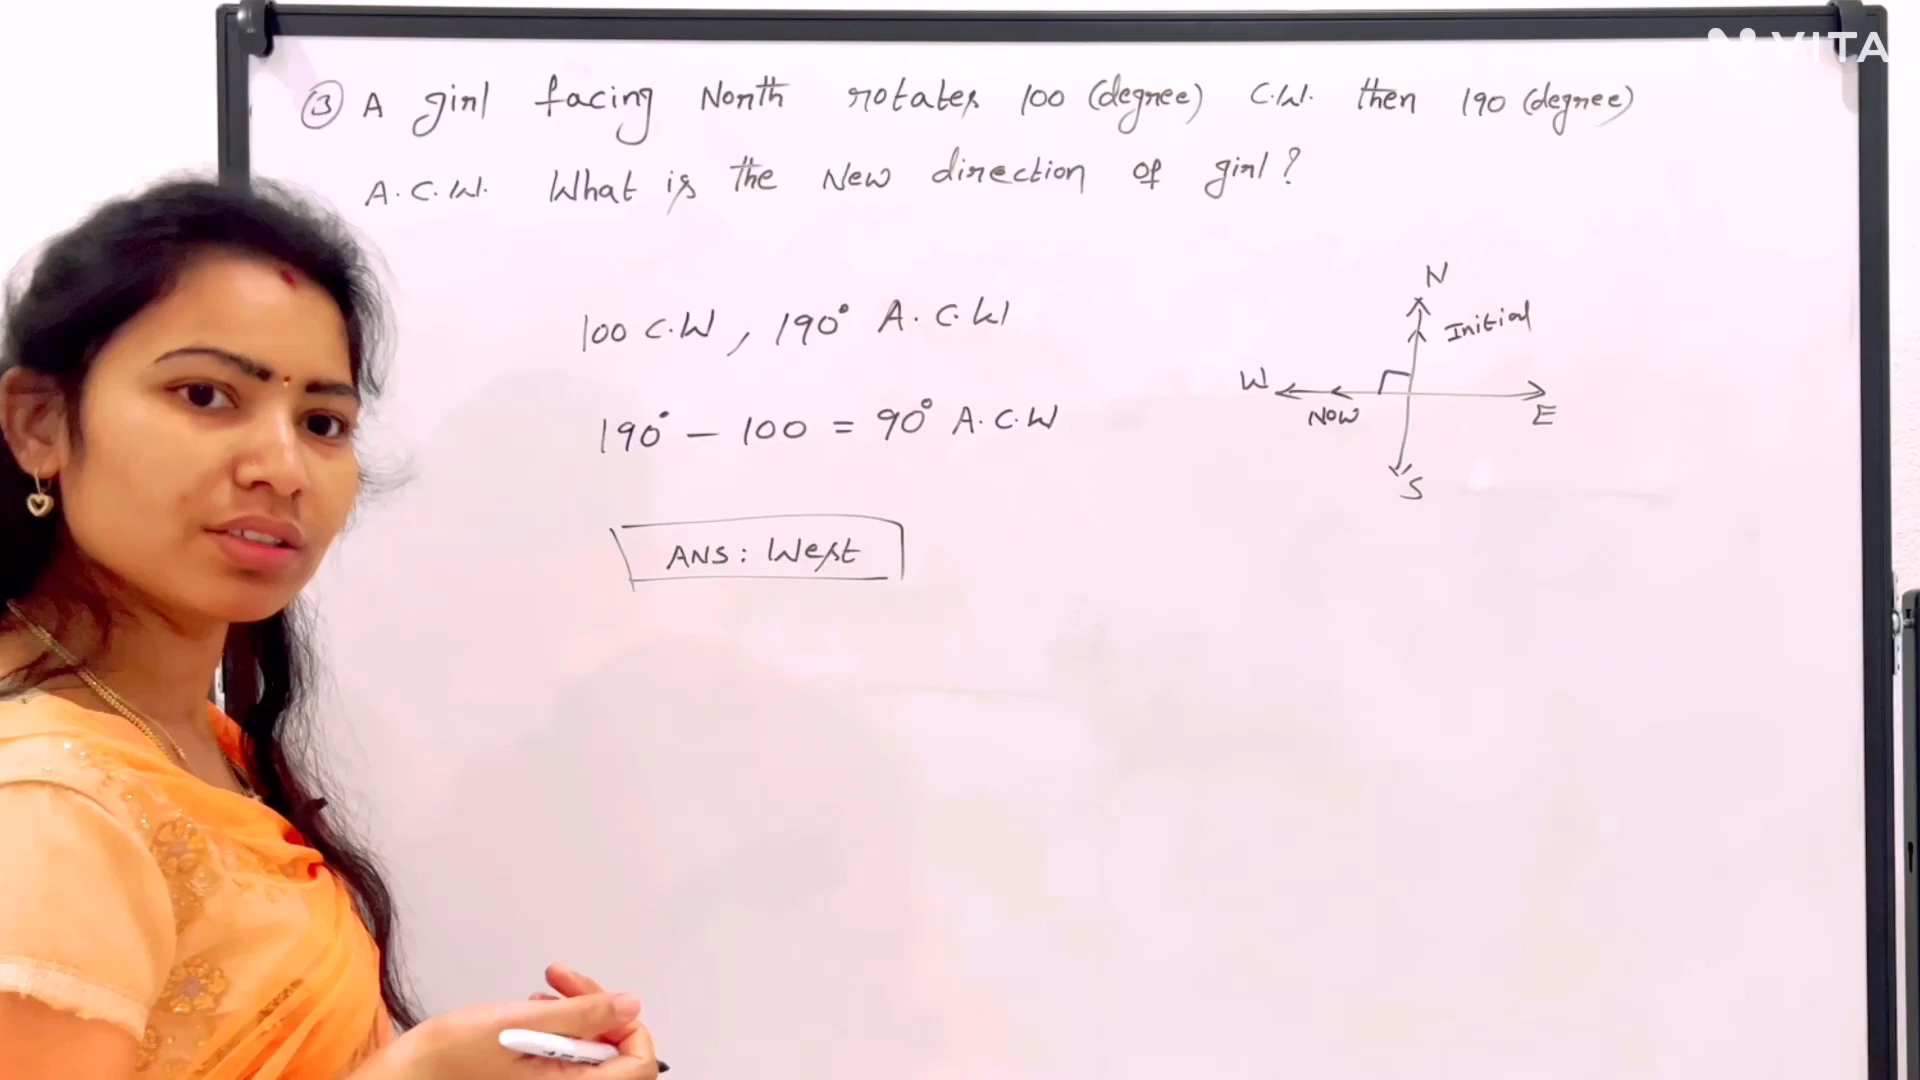 VITA
③ A girl facing North rotates 100 (degree) C.W. then 190 (degree)
A.C.W. What is the New direction of girl?
N
Initial
100 C.W, 190° A.C.W
W
E
Now
190° - 100 = 90° A.C.W
S
ANS: West